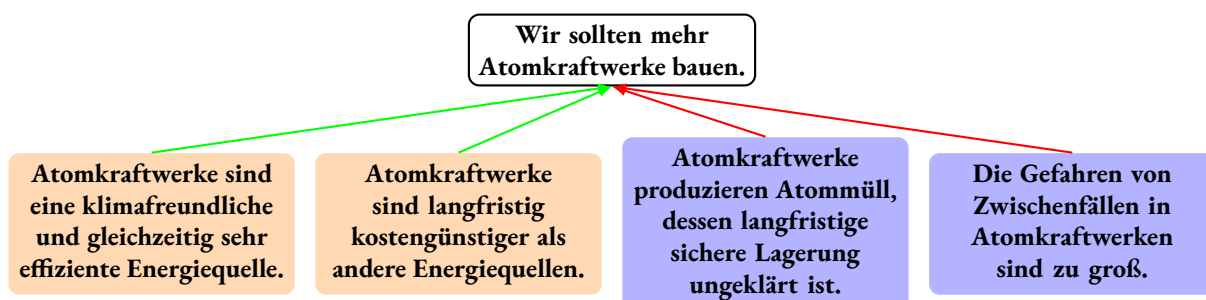 Wir sollten mehr
Atomkraftwerke bauen.
Atomkraftwerke sind
eine klimafreundliche
und gleichzeitig sehr
effiziente Energiequelle.
Atomkraftwerke
sind langfristig
kostengünstiger als
andere Energiequellen.
Atomkraftwerke
produzieren Atommüll,
dessen langfristige
sichere Lagerung
ungeklärt ist.
Die Gefahren von
Zwischenfällen in
Atomkraftwerken
sind zu groß.